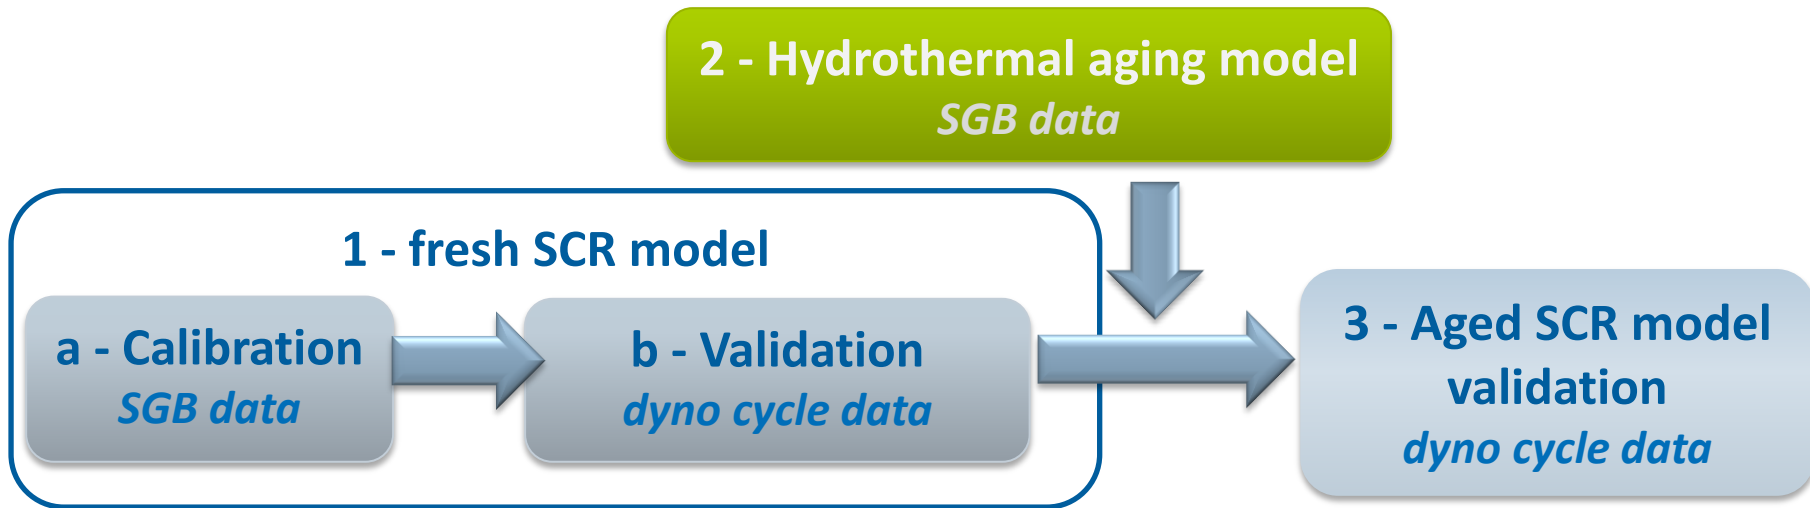 2 - Hydrothermal aging model
SGB data
1 - fresh SCR model
a - Calibration
SGB data
b - Validation
dyno cycle data
3 - Aged SCR model
validation
dyno cycle data